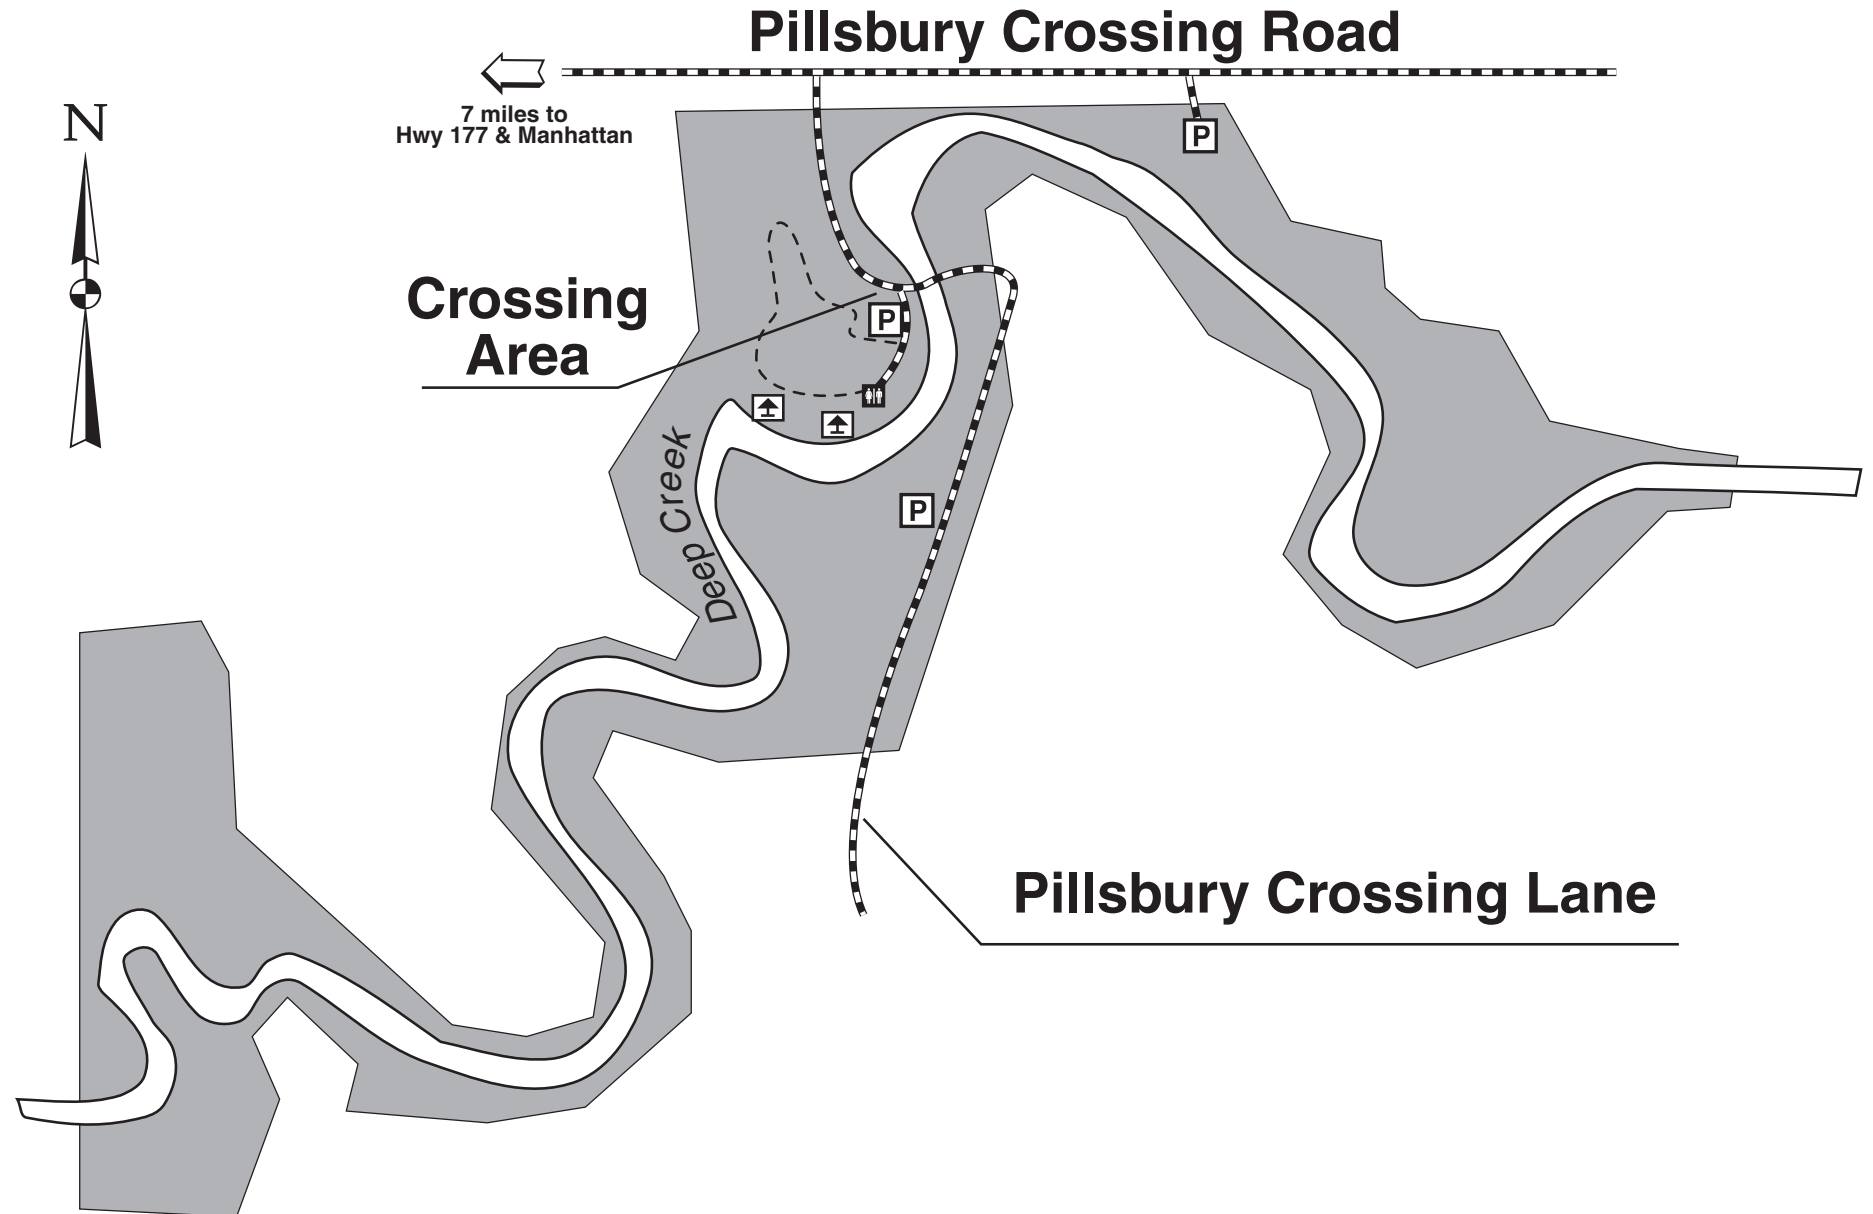 Pillsbury Crossing Road
7 miles to
Hwy 177 & Manhattan
N
P
Crossing
Area
P
Deep Creek
P
Pillsbury Crossing Lane